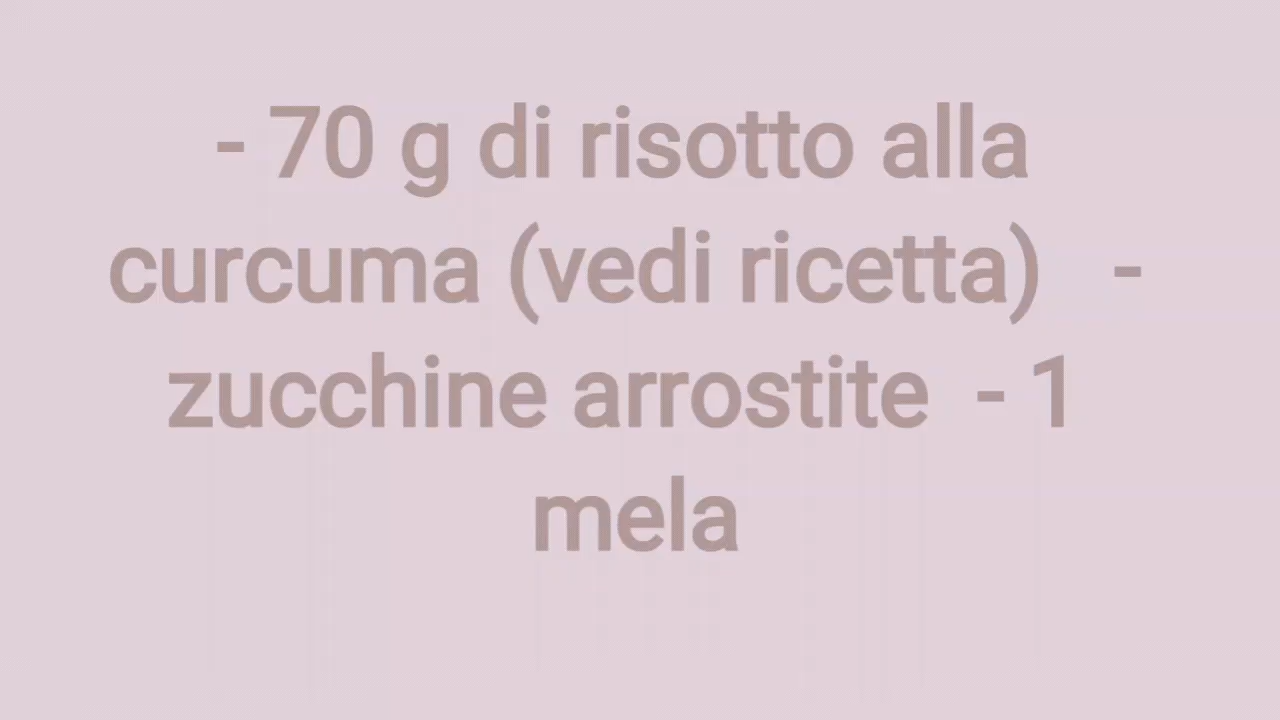 - 70 g di risotto alla
curcuma (vedi ricetta) -
zucchine arrostite - 1
mela